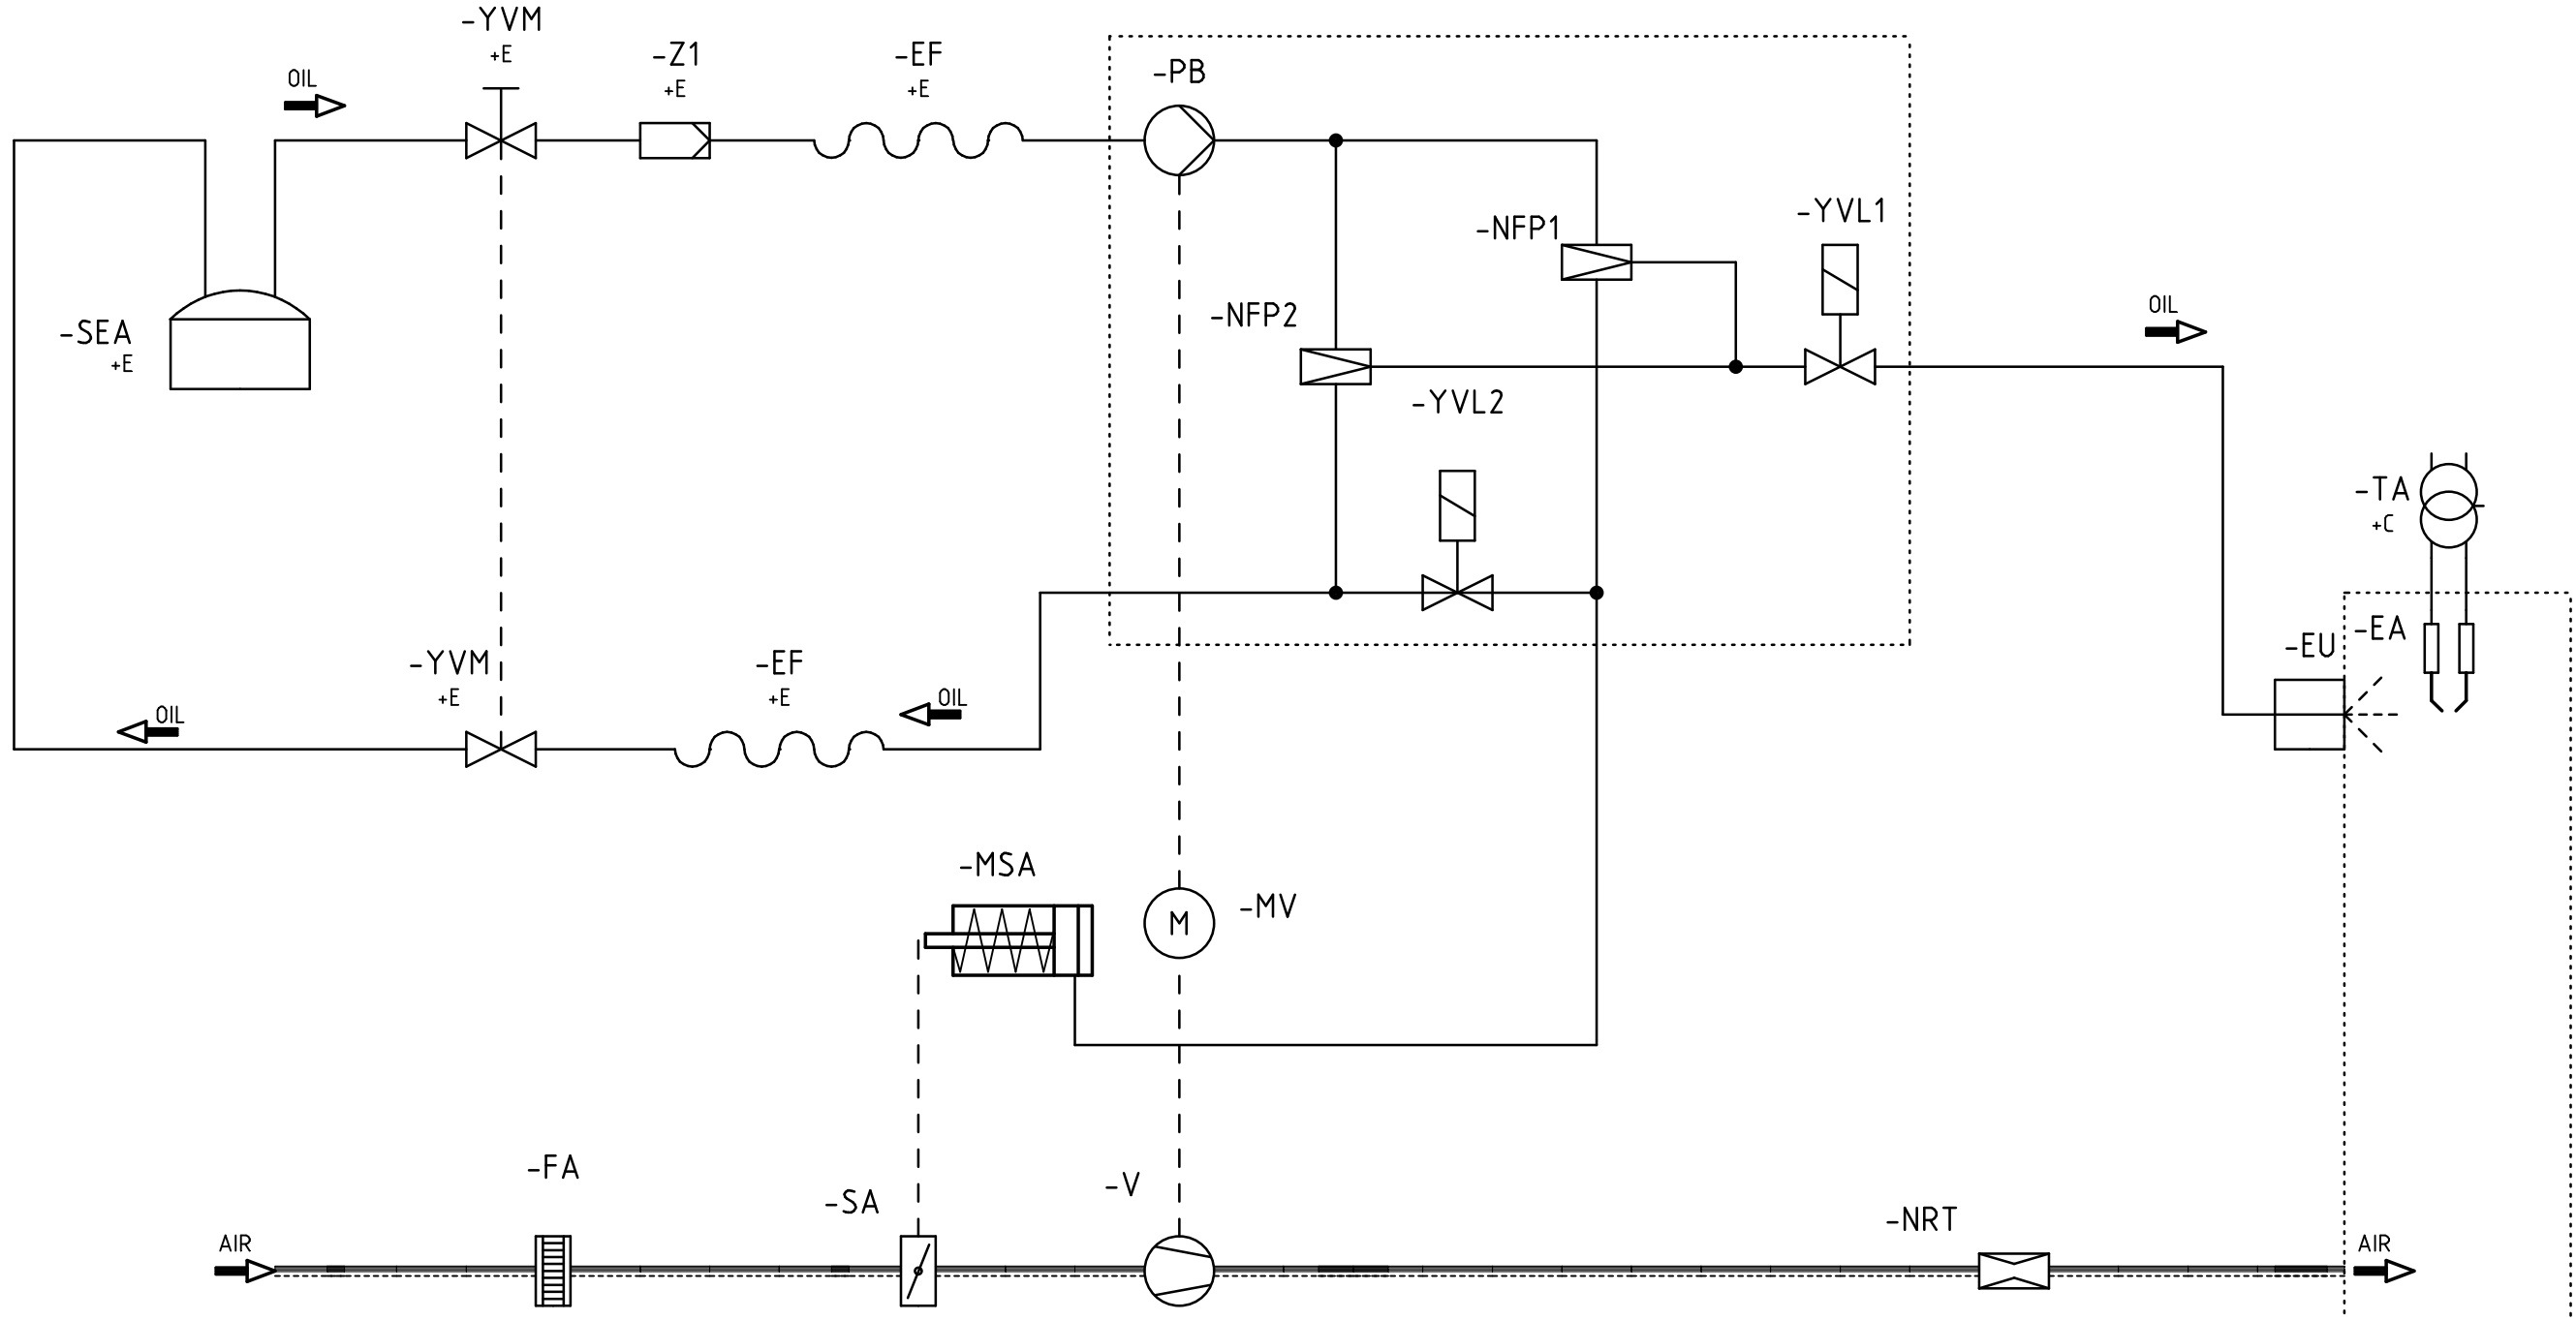 -YVM
+E
-Z1
+E
-EF
+E
-PB
OIL
-YVL1
-NFP1
-NFP2
OIL
-SEA
+E
-YVL2
-TA
+C
-EA
-EU
-YVM
+E
-EF
+E
OIL
OIL
-MSA
M
-MV
-FA
-V
-SA
-NRT
AIR
AIR